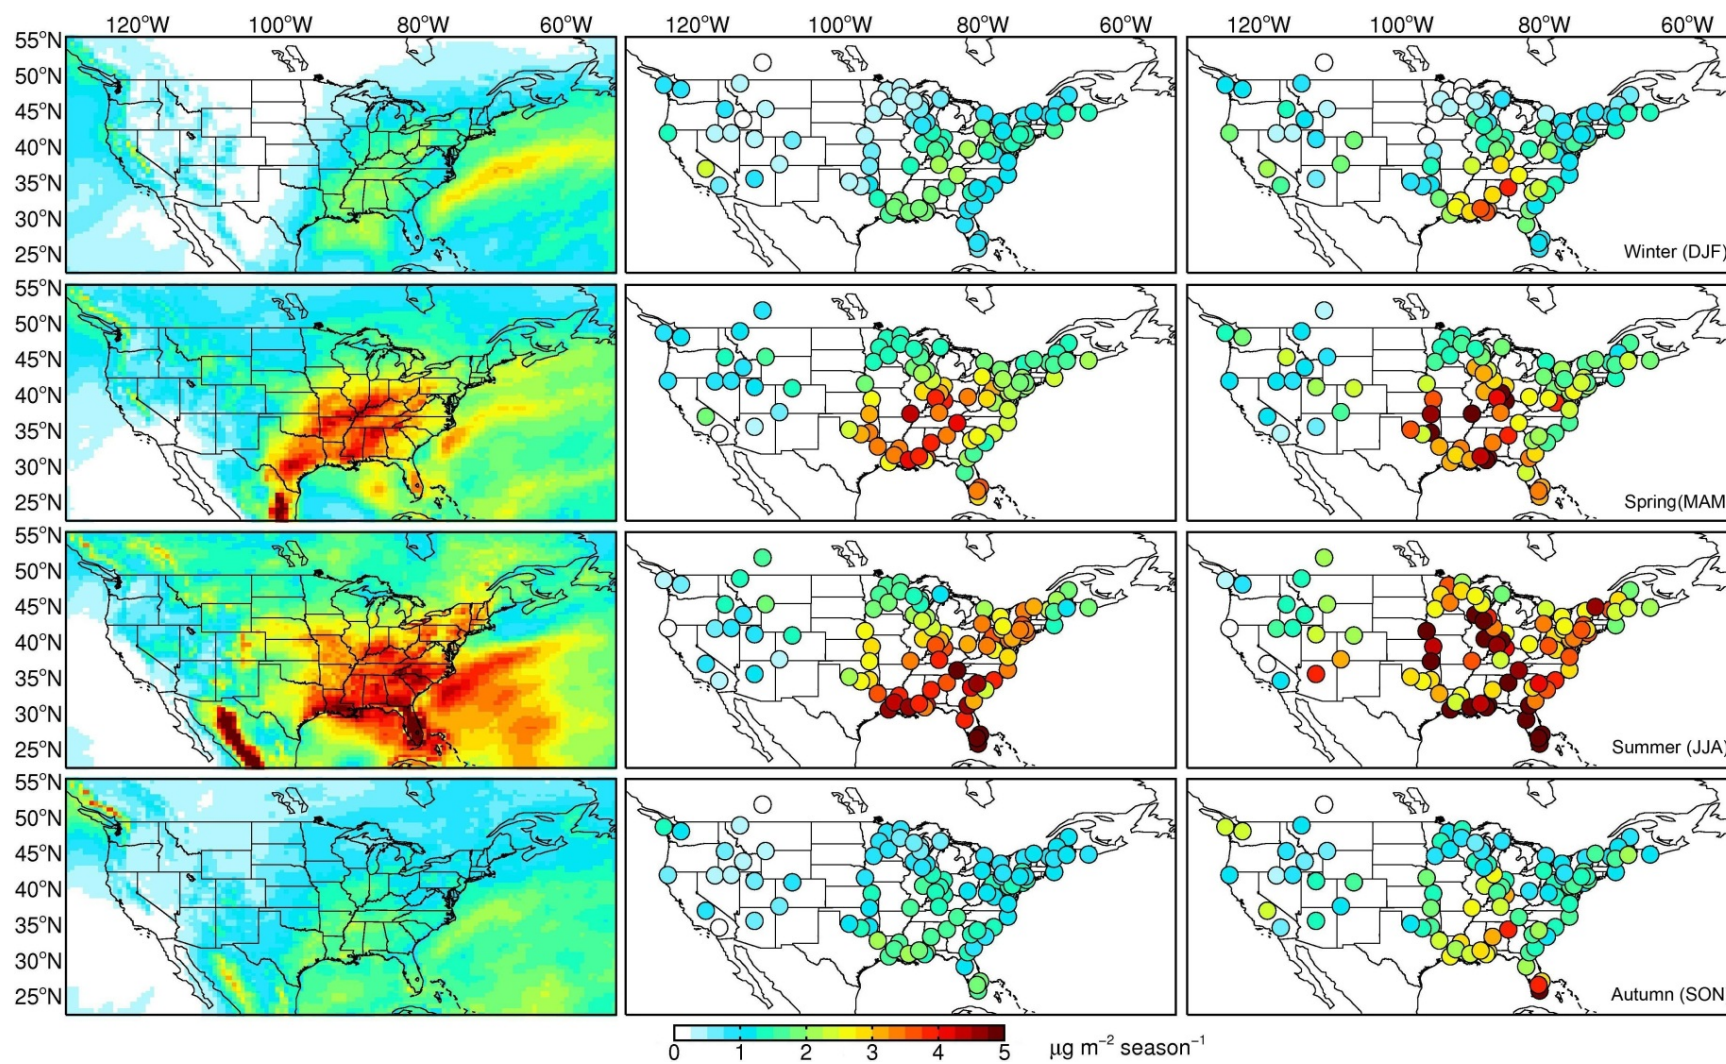 120°W 100°W 80°W 60°W 120°W 100°W 80°W 60°W 120°W 100°W 80°W 60°W
55°N
50°N
45°N
40°N
35°N
30°N
25°N
Winter (DJF)
55°N
50°N
45°N
40°N
35°N
30°N
25°N
Spring(MAM
55°N
50°N
45°N
40°N
35°N
30°N
25°N
Summer (JJA)
55°N
50°N
45°N
40°N
35°N
30°N
25°N
Autumn (SON
0 1 2 3 4 5 μg m⁻² season⁻¹